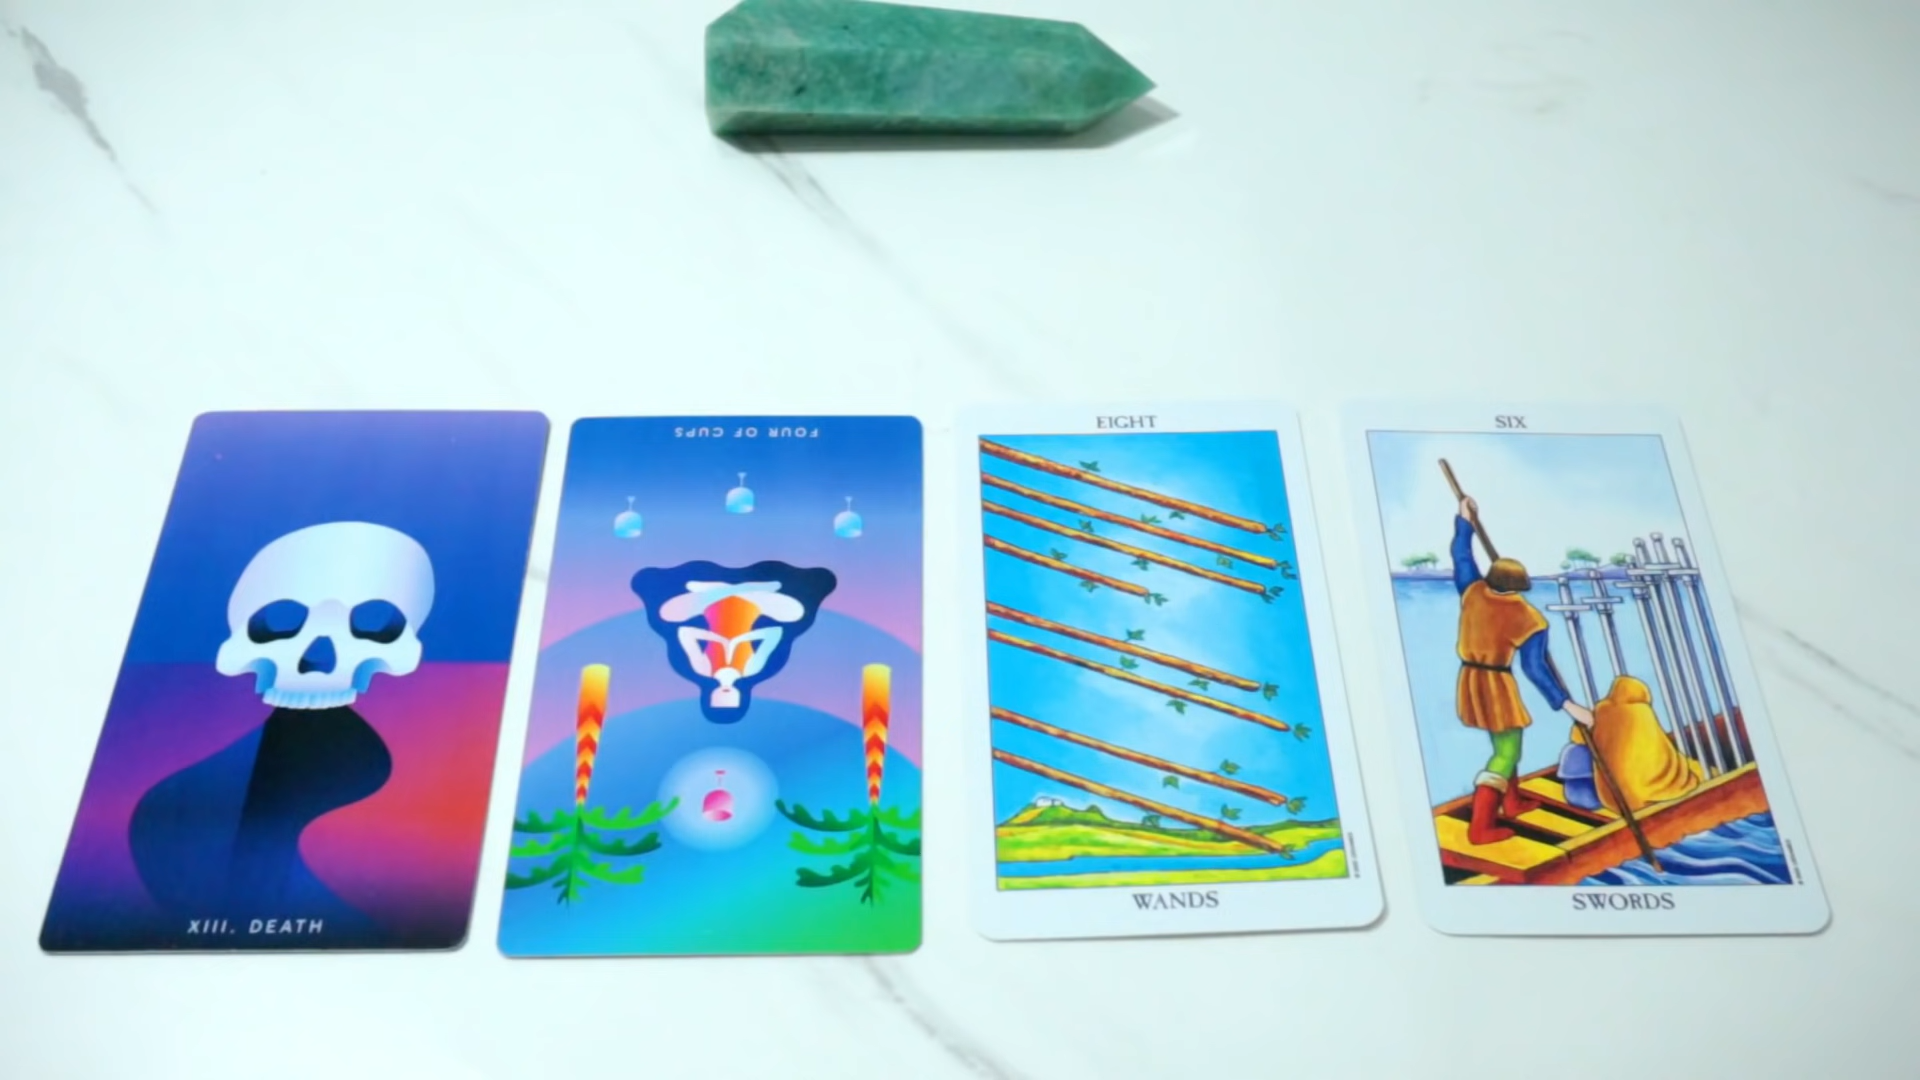 XIII. DEATH
FOUR OF CUPS
EIGHT
WANDS
SIX
SWORDS